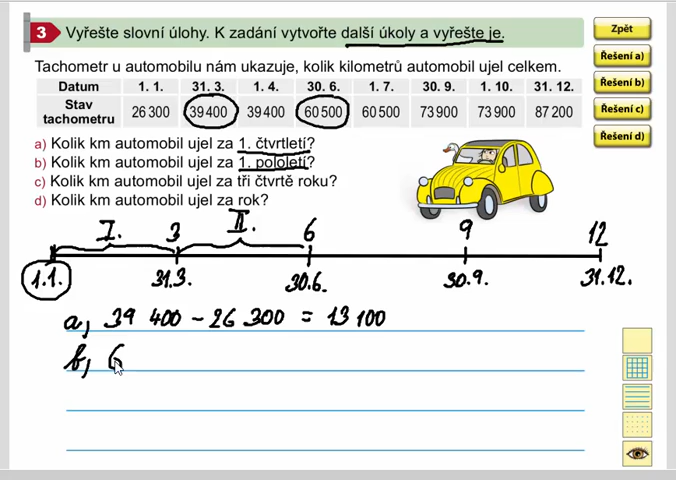 3 Vyřešte slovní úlohy. K zadání vytvořte další úkoly a vyřešte je.
Zpět
Řešení a)
Řešení b)
Řešení c)
Řešení d)
Tachometr u automobilu nám ukazuje, kolik kilometrů automobil ujel celkem.
Datum 1. 1. 31. 3. 1. 4. 30. 6. 1. 7. 30. 9. 1. 10. 31. 12.
Stav tachometru 26 300 39 400 39 400 60 500 60 500 73 900 73 900 87 200
a) Kolik km automobil ujel za 1. čtvrtletí?
b) Kolik km automobil ujel za 1. pololetí?
c) Kolik km automobil ujel za tři čtvrtě roku?
d) Kolik km automobil ujel za rok?
I. 3 II. 6 9 12
1.1. 31.3. 30.6. 30.9. 31.12.
a, 39 400 - 26 300 = 13 100
b, 6